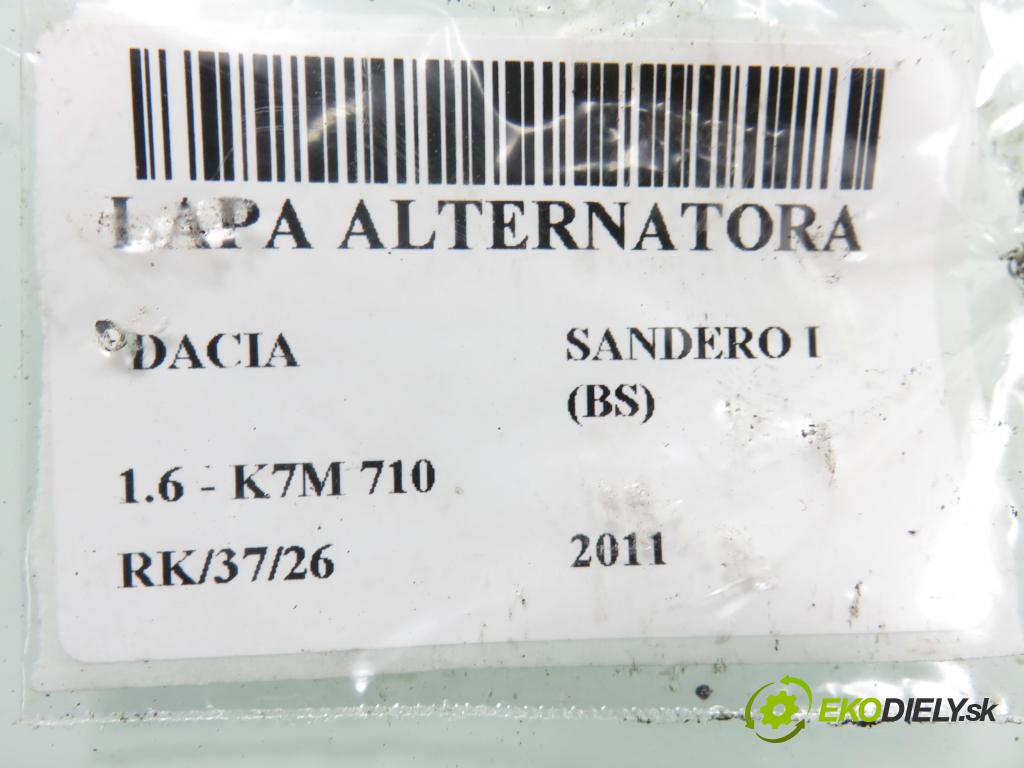 LAPA ALTERNATORA
DACIA
SANDERO I
(BS)
1.6 - K7M 710
RK/37/26
2011
EKODIELY.sk